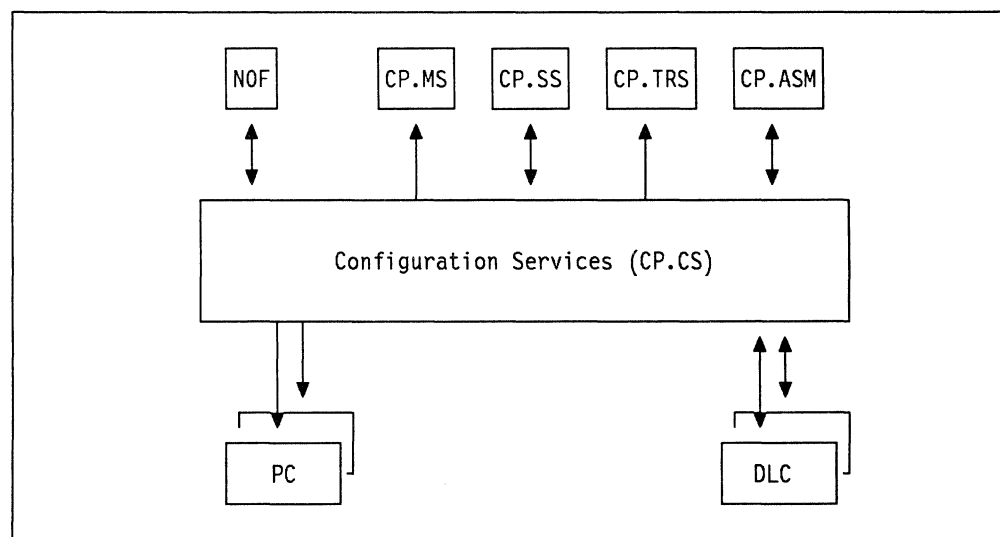 NOF CP.MS CP.SS CP.TRS CP.ASM
Configuration Services (CP.CS)
PC DLC